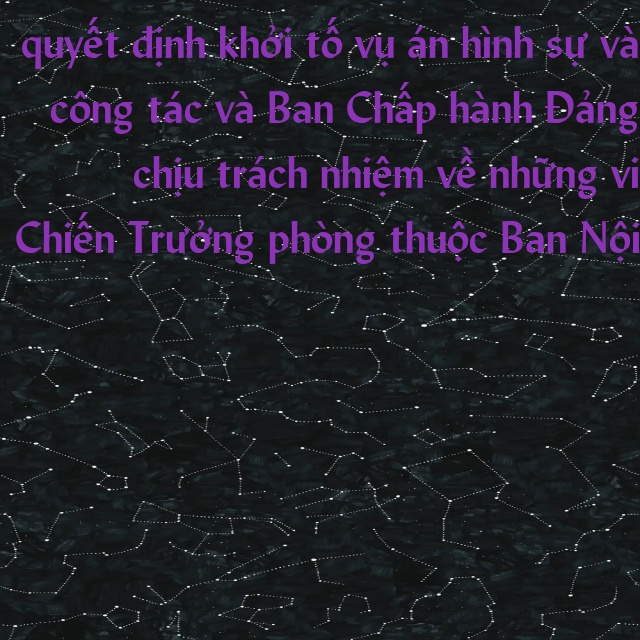 quyết định khởi tố vụ án hình sự và
công tác và Ban Chấp hành Đảng
chịu trách nhiệm về những vi
Chiến Trưởng phòng thuộc Ban Nội